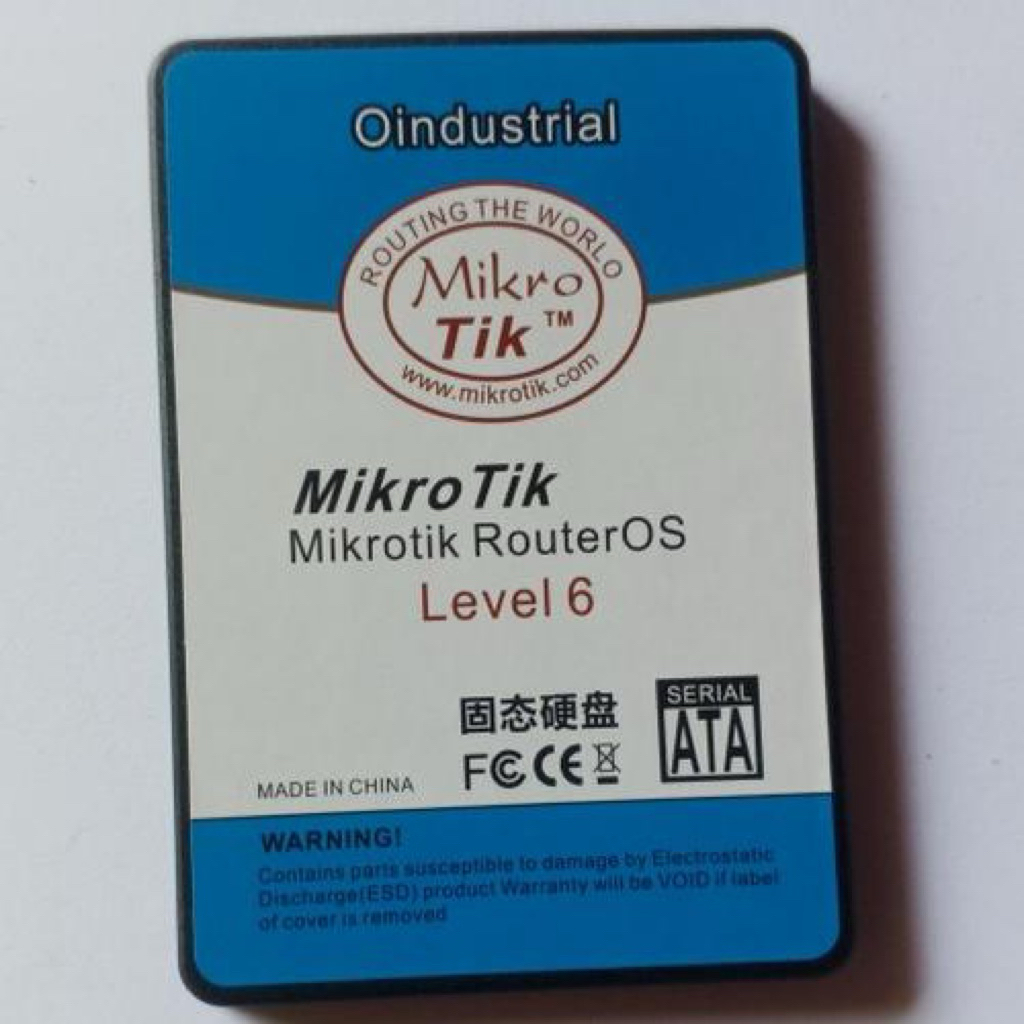 Oindustrial
ROUTING THE WORLD
Mikro
Tik™
www.mikrotik.com
MikroTik
Mikrotik RouterOS
Level 6
固态硬盘
SERIAL
ATA
FC CE
MADE IN CHINA
WARNING!
Contains parts susceptible to damage by Electrostatic
Discharge(ESD) product Warranty will be VOID if label
of cover is removed